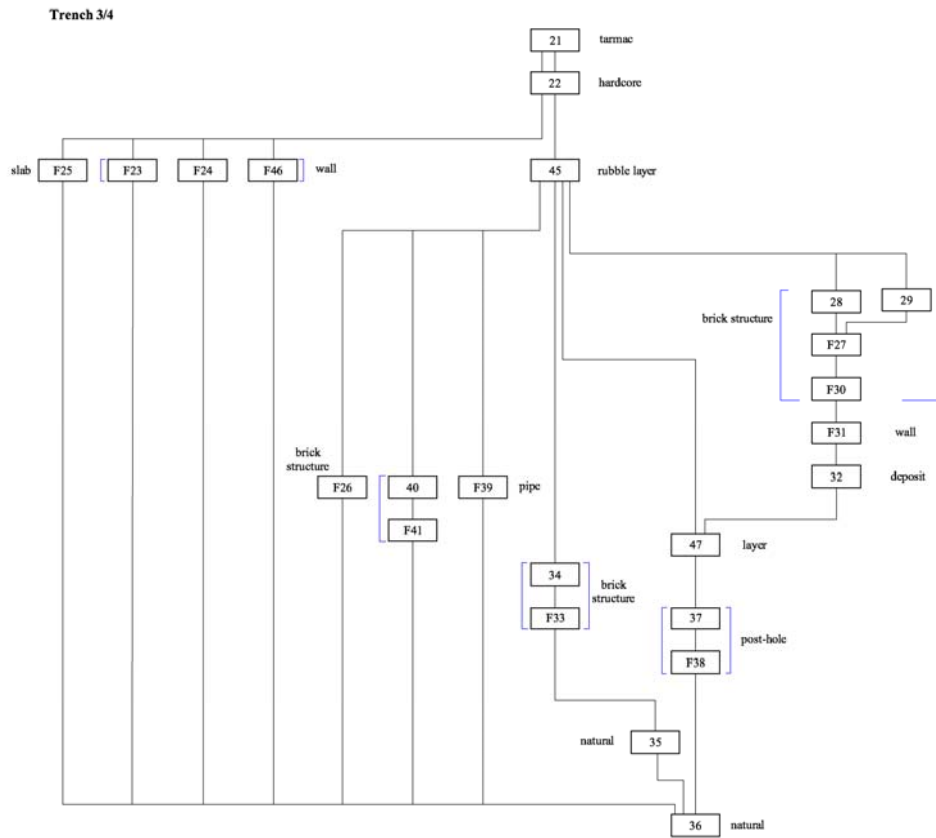 Trench 3/4
21 tarmac
22 hardcore
slab F25 F23 F24 F46 wall 45 rubble layer
28 29
brick structure
F27
F30
F31 wall
brick
structure
32 deposit
F26 40 F39 pipe
F41
47 layer
34 brick
structure
F33
37
post-hole
F38
natural 35
36 natural